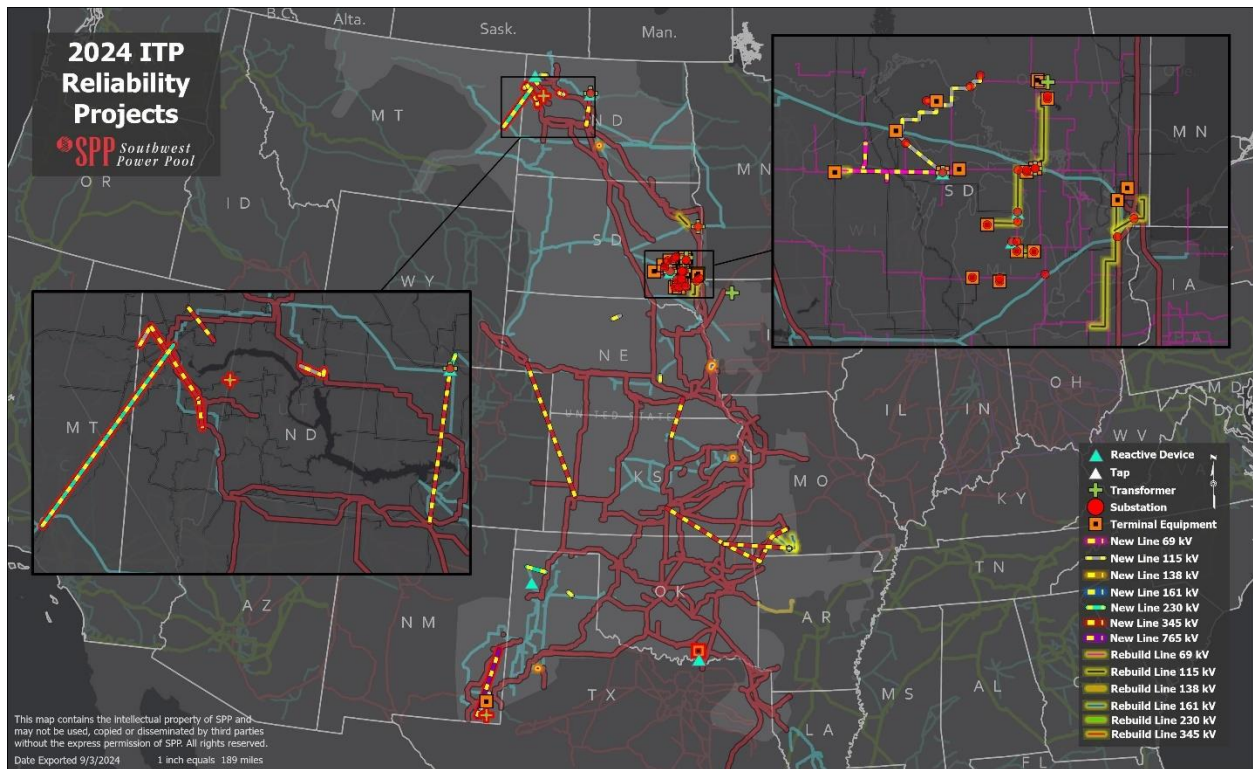 2024 ITP
Reliability
Projects
SPP Southwest
Power Pool
B.C.
Alta.
Sask.
Man.
MT
ND
MN
OR
ID
SD
WY
NE
UNITED STATE
IL
IN
OH
MD
D.C.
WV
VA
KS
MO
KY
AZ
NM
OK
AR
TN
TX
MS
AL
LA
FL
MT
ND
SD
MN
IA
Reactive Device
Tap
Transformer
Substation
Terminal Equipment
New Line 69 kV
New Line 115 kV
New Line 138 kV
New Line 161 kV
New Line 230 kV
New Line 345 kV
New Line 765 kV
Rebuild Line 69 kV
Rebuild Line 115 kV
Rebuild Line 138 kV
Rebuild Line 161 kV
Rebuild Line 230 kV
Rebuild Line 345 kV
This map contains the intellectual property of SPP and
may not be used, copied or disseminated by third parties
without the express permission of SPP. All rights reserved.
Date Exported 9/3/2024 1 inch equals 189 miles